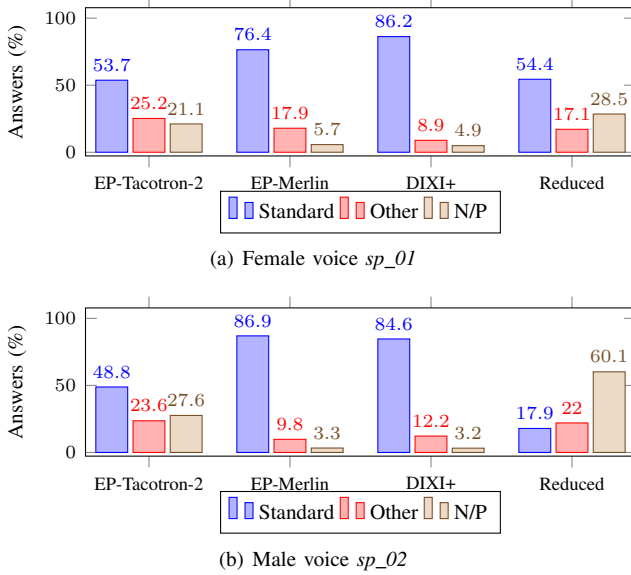 100
50
0
Answers (%)
53.7 25.2 21.1 76.4 17.9 5.7 86.2 8.9 4.9 54.4 17.1 28.5
EP-Tacotron-2 EP-Merlin DIXI+ Reduced
Standard Other N/P
(a) Female voice sp_01
100
50
0
Answers (%)
48.8 23.6 27.6 86.9 9.8 3.3 84.6 12.2 3.2 17.9 22 60.1
EP-Tacotron-2 EP-Merlin DIXI+ Reduced
Standard Other N/P
(b) Male voice sp_02